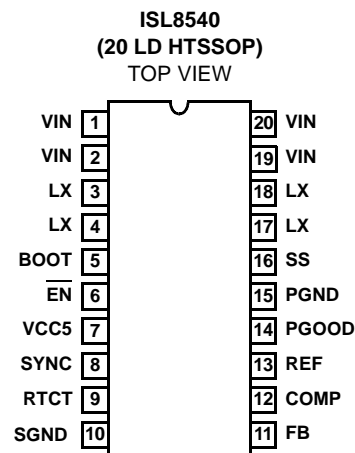 ISL8540
(20 LD HTSSOP)
TOP VIEW
VIN 1 20 VIN
VIN 2 19 VIN
LX 3 18 LX
LX 4 17 LX
BOOT 5 16 SS
E̅N̅ 6 15 PGND
VCC5 7 14 PGOOD
SYNC 8 13 REF
RTCT 9 12 COMP
SGND 10 11 FB